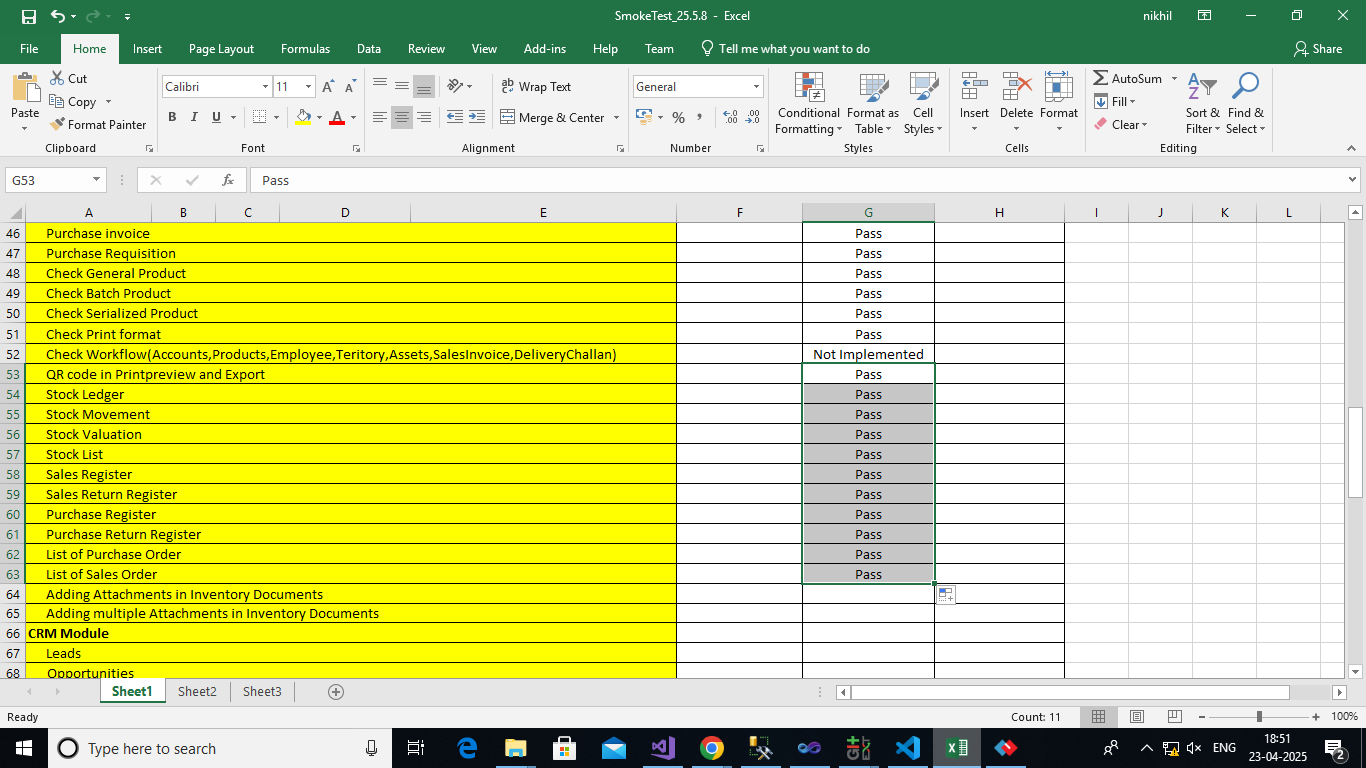 SmokeTest_25.5.8 - Excel
nikhil
File Home Insert Page Layout Formulas Data Review View Add-ins Help Team Tell me what you want to do Share
Paste
Cut
Copy
Format Painter
Clipboard
Calibri 11
B I U
Font
Wrap Text
Merge & Center
Alignment
General
Number
Conditional Formatting
Format as Table
Cell Styles
Styles
Insert Delete Format
Cells
AutoSum
Fill
Clear
Sort & Filter
Find & Select
Editing
G53 fx Pass
A B C D E F G H I J K L
46 Purchase invoice Pass
47 Purchase Requisition Pass
48 Check General Product Pass
49 Check Batch Product Pass
50 Check Serialized Product Pass
51 Check Print format Pass
52 Check Workflow(Accounts,Products,Employee,Teritory,Assets,SalesInvoice,DeliveryChallan) Not Implemented
53 QR code in Printpreview and Export Pass
54 Stock Ledger Pass
55 Stock Movement Pass
56 Stock Valuation Pass
57 Stock List Pass
58 Sales Register Pass
59 Sales Return Register Pass
60 Purchase Register Pass
61 Purchase Return Register Pass
62 List of Purchase Order Pass
63 List of Sales Order Pass
64 Adding Attachments in Inventory Documents
65 Adding multiple Attachments in Inventory Documents
66 CRM Module
67 Leads
68 Opportunities
Sheet1 Sheet2 Sheet3
Ready Count: 11 100%
Type here to search
ENG
18:51
23-04-2025
2